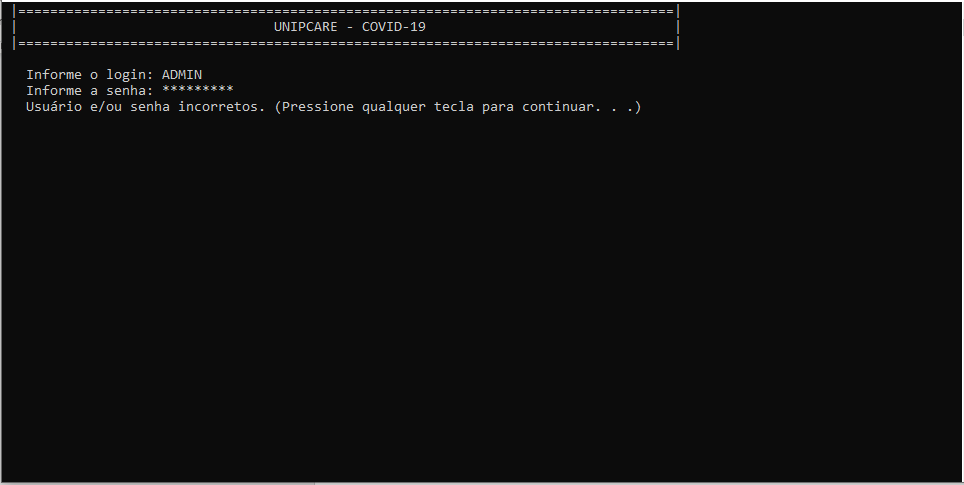 |==================================================================================|
UNIPCARE - COVID-19
|==================================================================================|
Informe o login: ADMIN
Informe a senha: *********
Usuário e/ou senha incorretos. (Pressione qualquer tecla para continuar. . .)